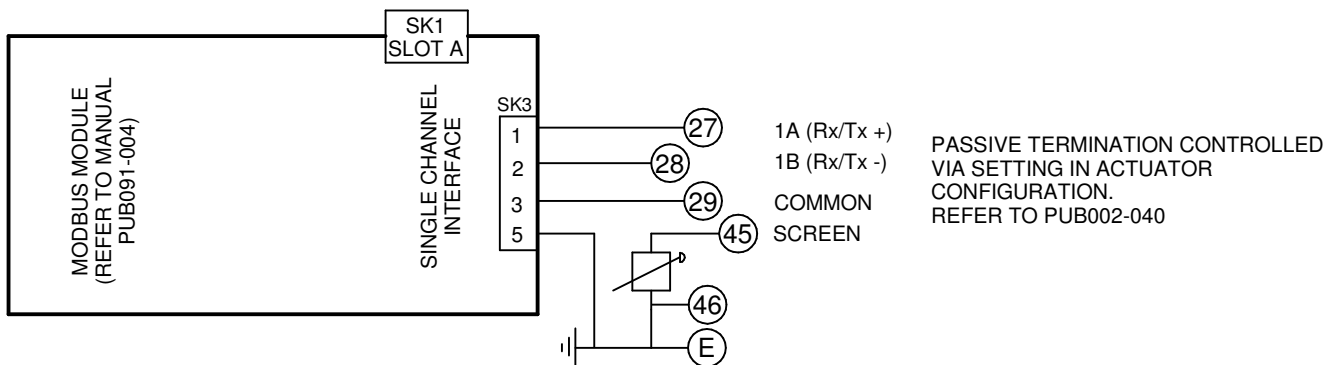 SK1
SLOT A
MODBUS MODULE
(REFER TO MANUAL
PUB091-004)
SINGLE CHANNEL
INTERFACE
SK3
1
2
3
5
27
28
29
45
46
E
1A (Rx/Tx +)
1B (Rx/Tx -)
COMMON
SCREEN
PASSIVE TERMINATION CONTROLLED
VIA SETTING IN ACTUATOR
CONFIGURATION.
REFER TO PUB002-040